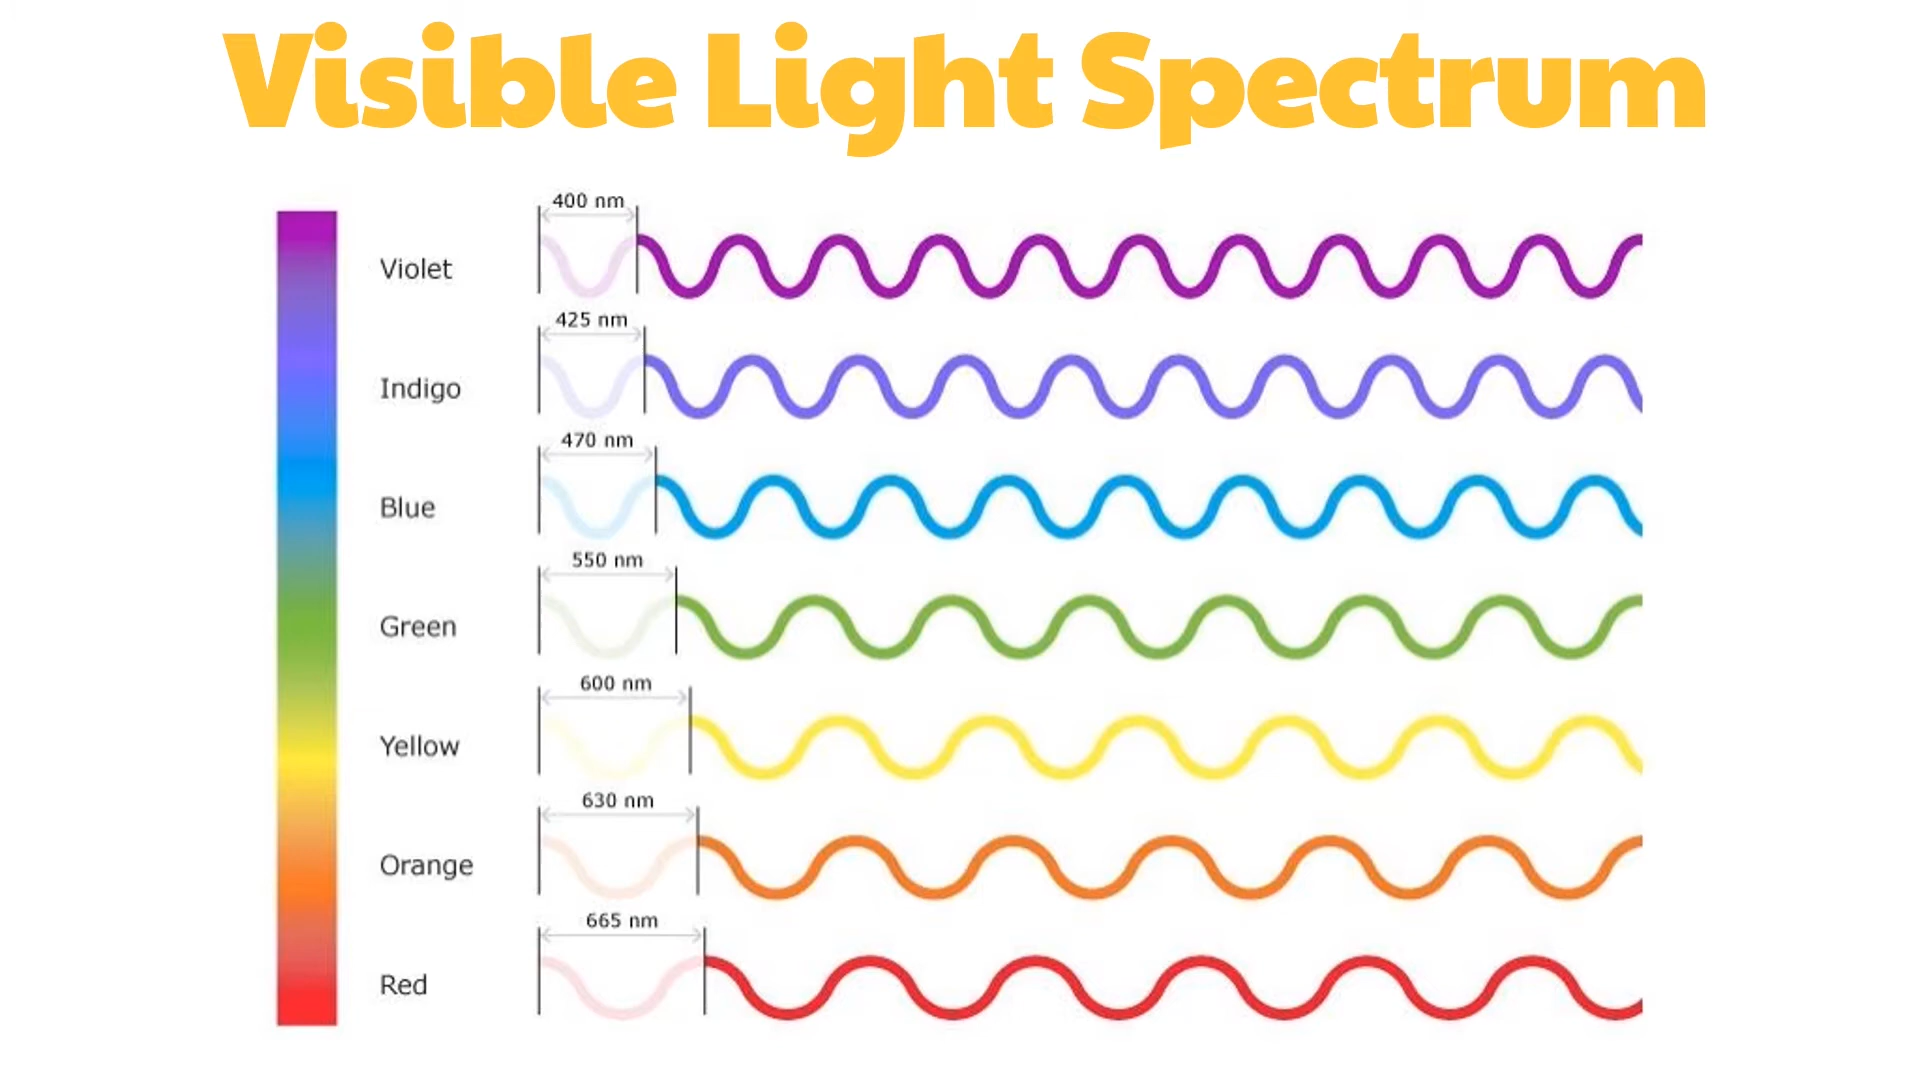 Visible Light Spectrum
400 nm
Violet
425 nm
Indigo
470 nm
Blue
550 nm
Green
600 nm
Yellow
630 nm
Orange
665 nm
Red